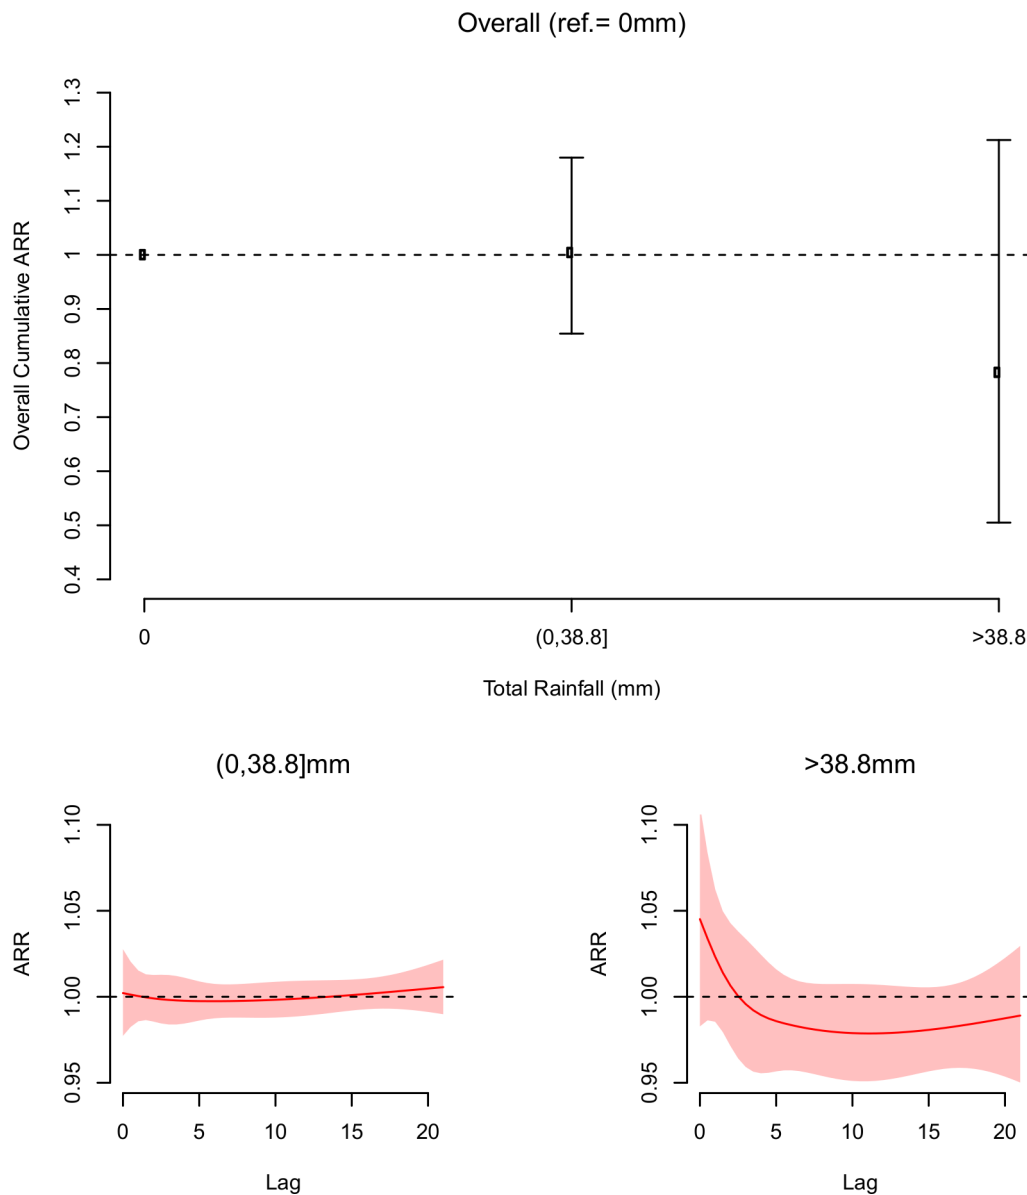 Overall (ref.= 0mm)
1.3
1.2
1.1
1
0.9
0.8
0.7
0.6
0.5
0.4
Overall Cumulative ARR
0 (0,38.8] >38.8
Total Rainfall (mm)
(0,38.8]mm
1.10
1.05
1.00
0.95
ARR
0 5 10 15 20
Lag
>38.8mm
1.10
1.05
1.00
0.95
ARR
0 5 10 15 20
Lag